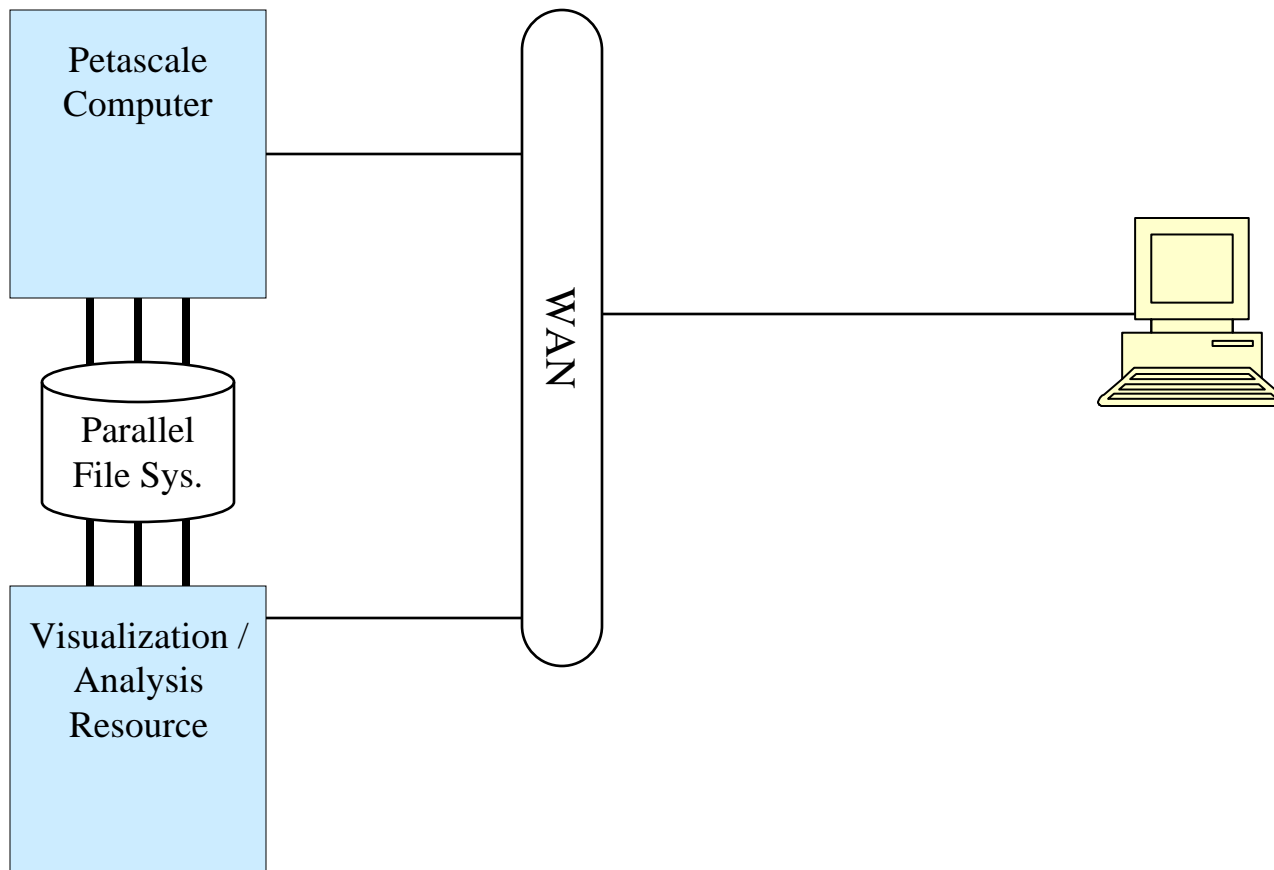 Petascale
Computer
WAN
Parallel
File Sys.
Visualization /
Analysis
Resource